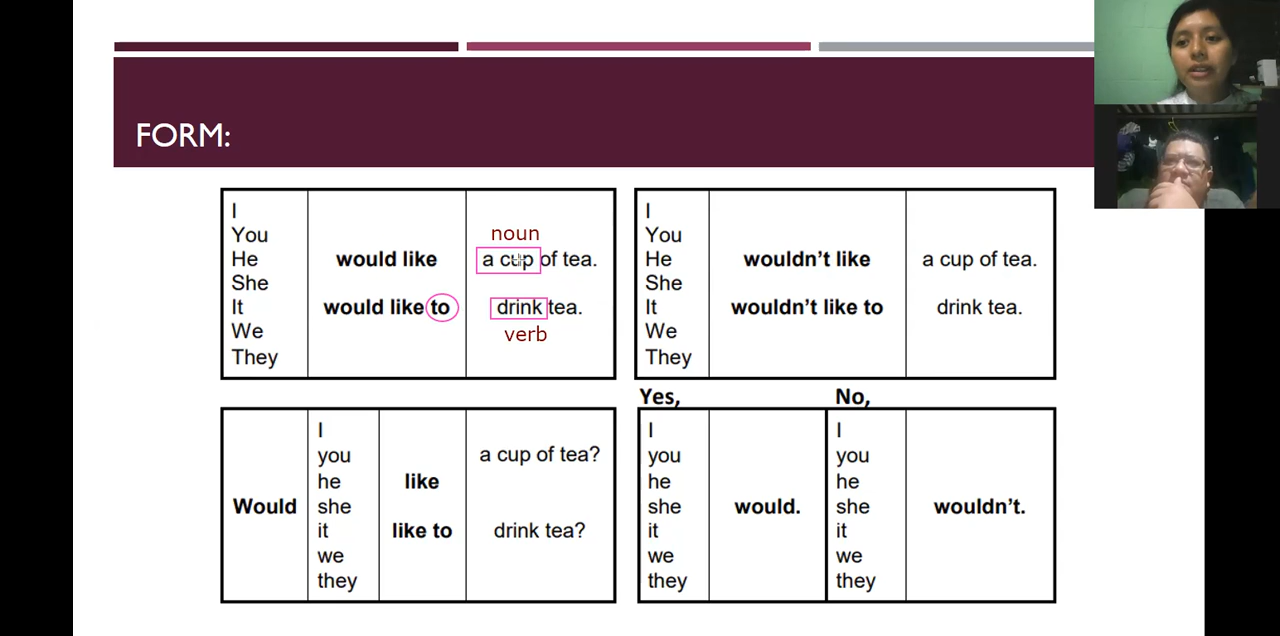 FORM:
I
You
He
She
It
We
They
would like
would like to
noun
a cup of tea.
drink tea.
verb
I
You
He
She
It
We
They
wouldn't like
wouldn't like to
a cup of tea.
drink tea.
Would
I
you
he
she
it
we
they
like
like to
a cup of tea?
drink tea?
Yes,
I
you
he
she
it
we
they
would.
No,
I
you
he
she
it
we
they
wouldn't.